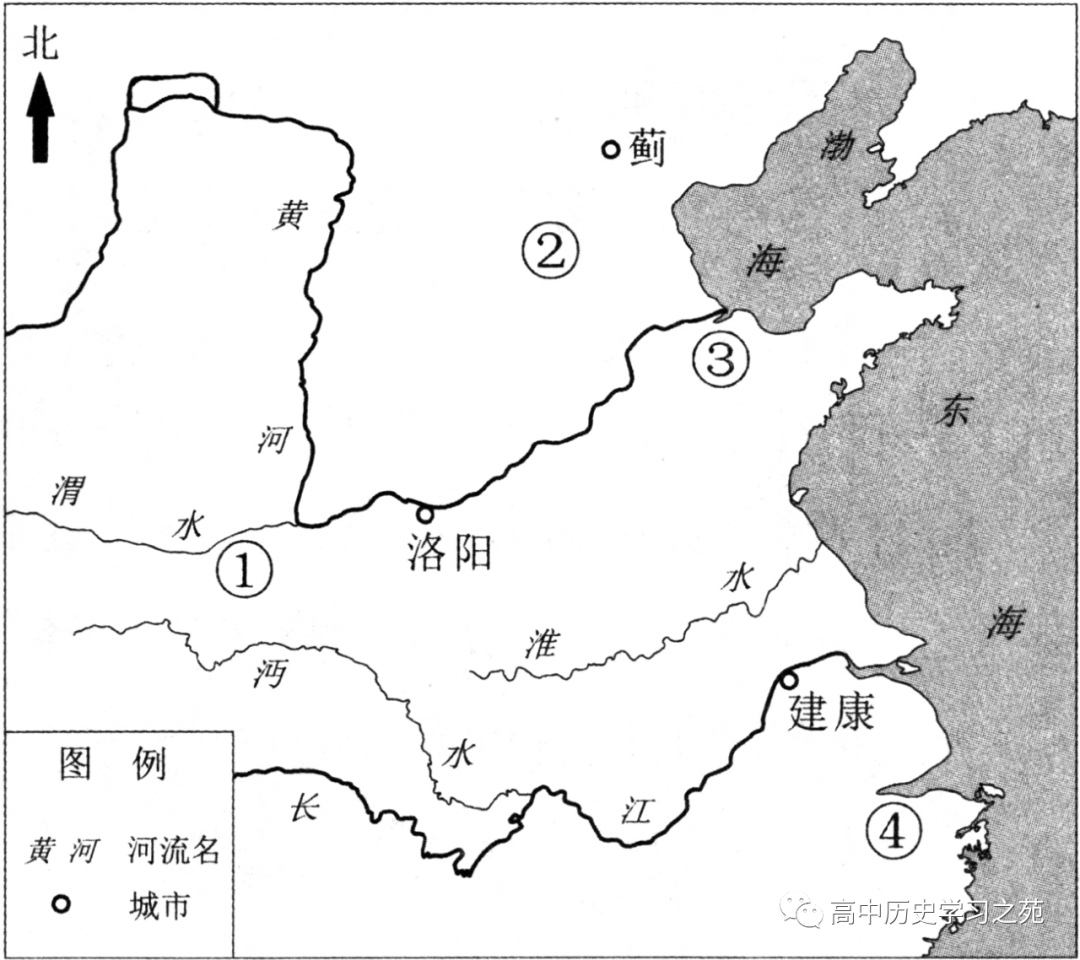 北
蓟
渤
海
黄
河
②
③
东
海
渭
水
①
洛阳
淮
水
沔
水
建康
长
江
④
图 例
黄河 河流名
城市
高中历史学习之苑